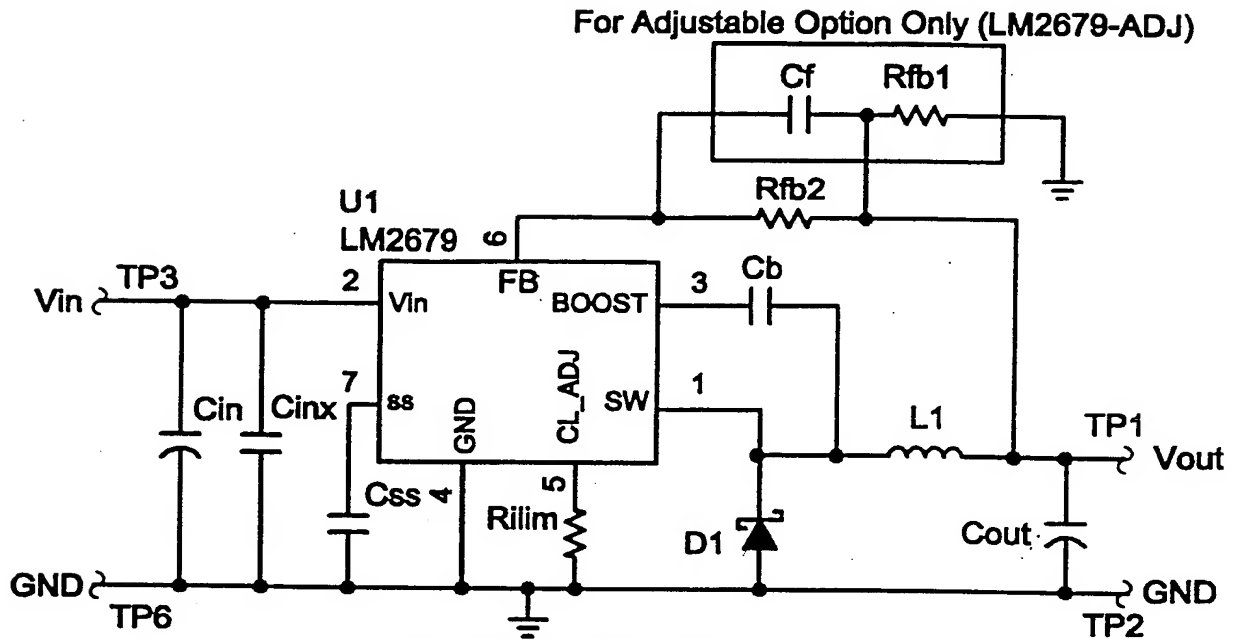 For Adjustable Option Only (LM2679-ADJ)
Cf
Rfb1
Rfb2
U1
LM2679
6
TP3
Vin
2
Vin
FB
BOOST
3
Cb
7
ss
GND
CL_ADJ
SW
1
Cin
Cinx
Css
4
5
Rilim
L1
TP1
Vout
D1
Cout
GND
TP6
GND
TP2